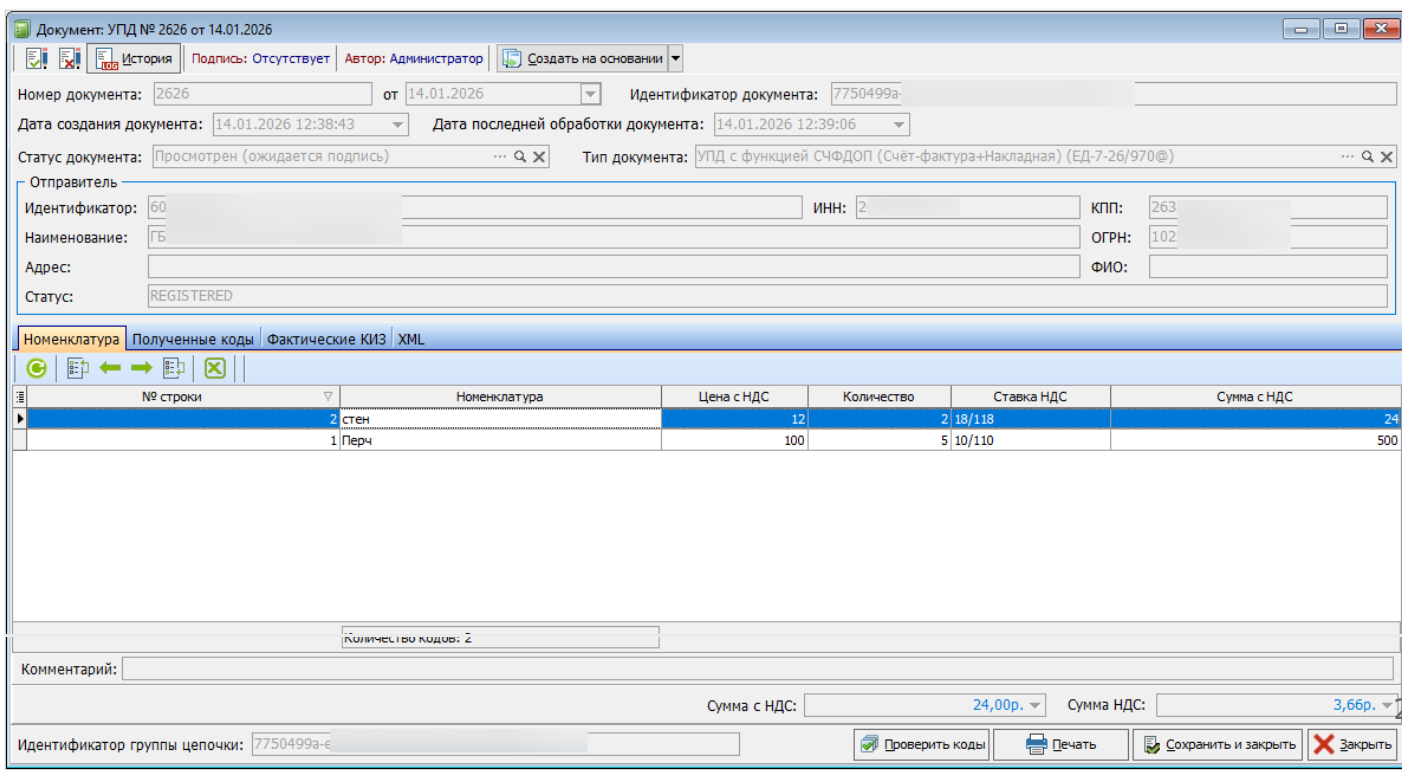 Документ: УПД № 2626 от 14.01.2026
История Подпись: Отсутствует Автор: Администратор Создать на основании
Номер документа: 2626 от 14.01.2026 Идентификатор документа: 7750499a-
Дата создания документа: 14.01.2026 12:38:43 Дата последней обработки документа: 14.01.2026 12:39:06
Статус документа: Просмотрен (ожидается подпись) ... Тип документа: УПД с функцией СЧФДОП (Счёт-фактура+Накладная) (ЕД-7-26/970@) ...
Отправитель
Идентификатор: 60 ИНН: 2 КПП: 263
Наименование: ГБ ОГРН: 102
Адрес: ФИО:
Статус: REGISTERED
Номенклатура Полученные коды Фактические КИЗ XML
№ строки Номенклатура Цена с НДС Количество Ставка НДС Сумма с НДС
2 стен 12 2 18/118 24
1 Перч 100 5 10/110 500
Количество кодов: 2
Комментарий:
Сумма с НДС: 24,00р. Сумма НДС: 3,66р.
Идентификатор группы цепочки: 7750499a-e Проверить коды Печать Сохранить и закрыть Закрыть